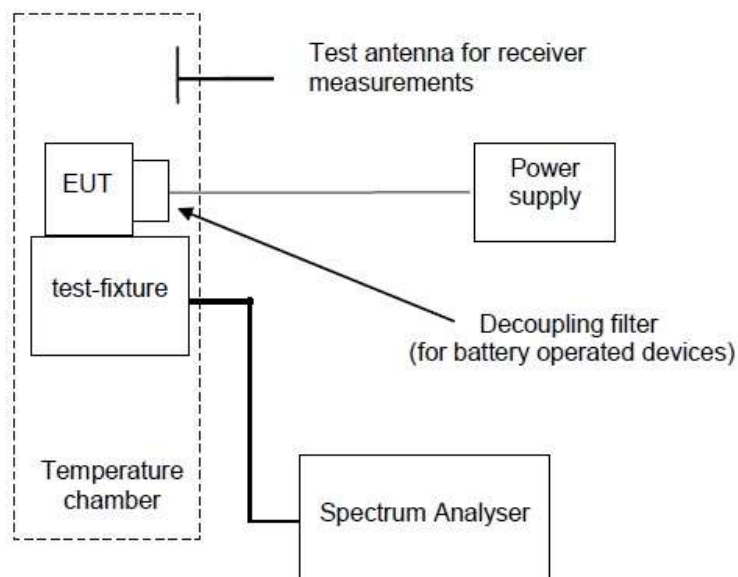 Test antenna for receiver
measurements
EUT
Power
supply
test-fixture
Decoupling filter
(for battery operated devices)
Temperature
chamber
Spectrum Analyser